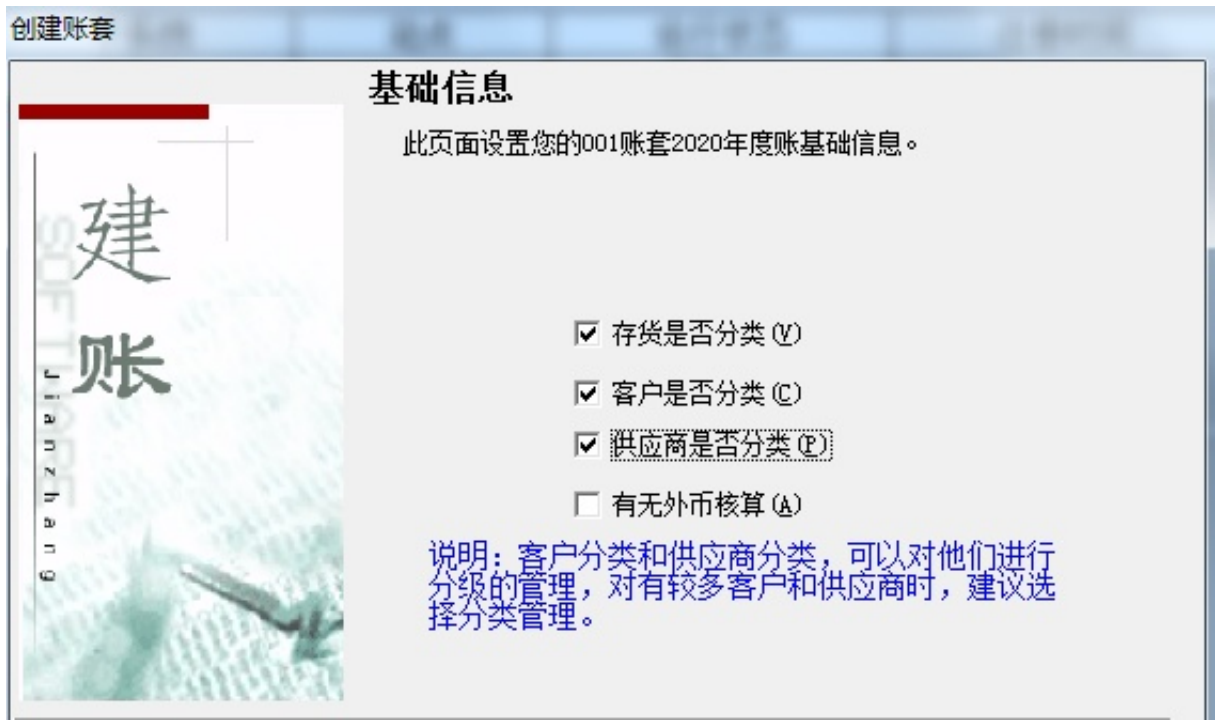 创建账套
基础信息
此页面设置您的001账套2020年度账基础信息。
建
账
SOFTWARE
Jianzhang
存货是否分类(V)
客户是否分类(C)
供应商是否分类(P)
有无外币核算(A)
说明：客户分类和供应商分类，可以对他们进行
分级的管理，对有较多客户和供应商时，建议选
择分类管理。